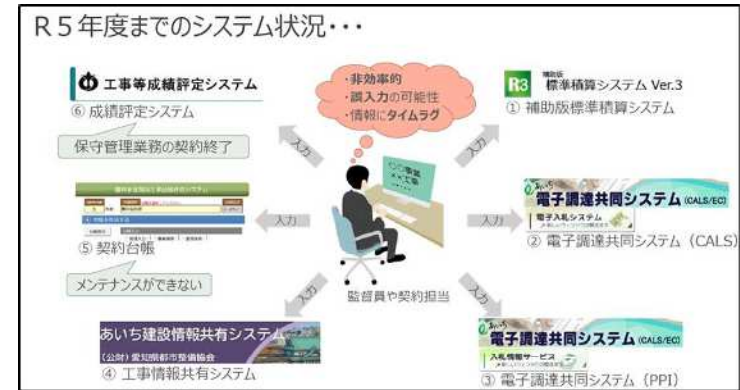 R5年度までのシステム状況・・・
工事等成績評定システム
⑥ 成績評定システム
保守管理業務の契約終了
・非効率的
・誤入力の可能性
・情報にタイムラグ
R3 補助版 標準積算システム Ver.3
① 補助版標準積算システム
入力
入力
〇〇事業
××工事
⑤ 契約台帳
メンテナンスができない
入力
入力
電子調達共同システム (CALS/EC)
電子入札システム
② 電子調達共同システム(CALS)
監督員や契約担当
入力
入力
あいち建設情報共有システム
(公財)愛知県都市整備協会
④ 工事情報共有システム
電子調達共同システム (CALS/EC)
入札情報サービス
③ 電子調達共同システム(PPI)